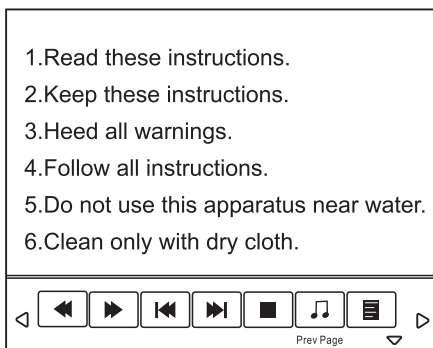 1.Read these instructions.
2.Keep these instructions.
3.Heed all warnings.
4.Follow all instructions.
5.Do not use this apparatus near water.
6.Clean only with dry cloth.
Prev Page